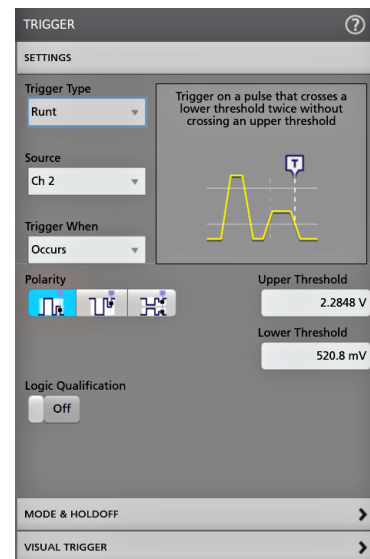 TRIGGER
?
SETTINGS
Trigger Type
Runt
Trigger on a pulse that crosses a
lower threshold twice without
crossing an upper threshold
T
Source
Ch 2
Trigger When
Occurs
Polarity
Upper Threshold
2.2848 V
Lower Threshold
520.8 mV
Logic Qualification
Off
MODE & HOLDOFF
VISUAL TRIGGER